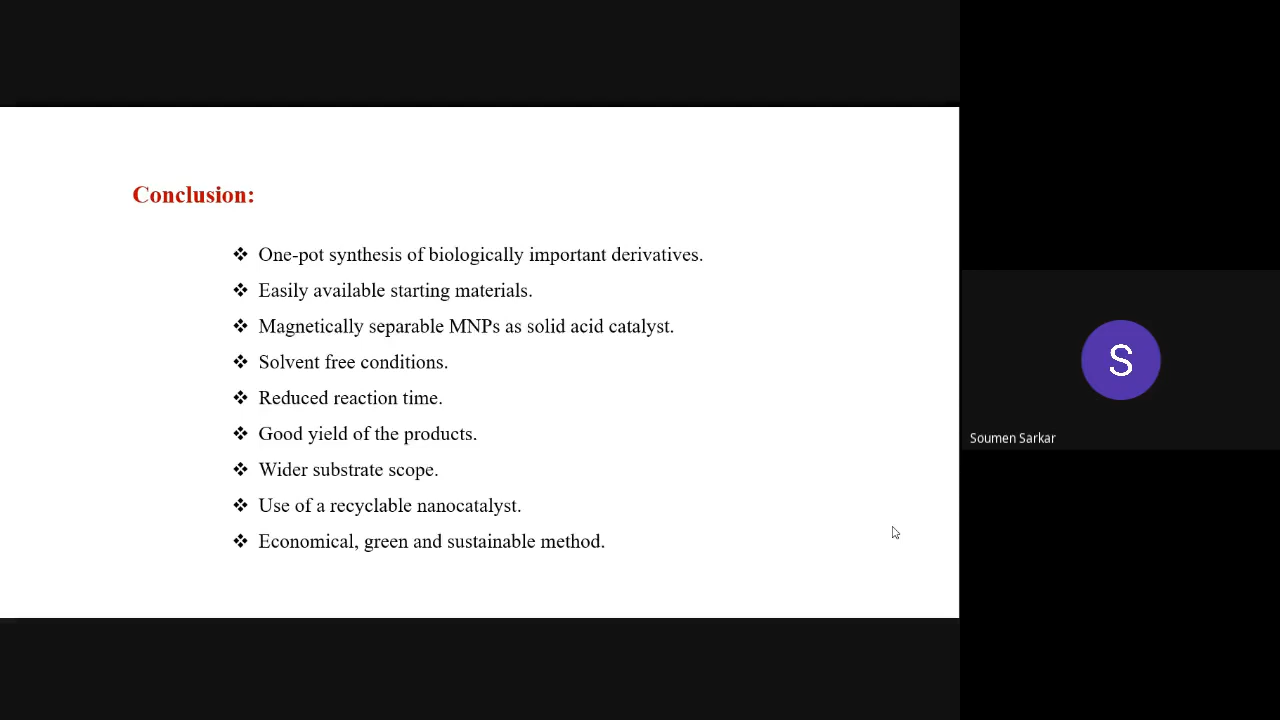 Conclusion:
❖ One-pot synthesis of biologically important derivatives.
❖ Easily available starting materials.
❖ Magnetically separable MNPs as solid acid catalyst.
❖ Solvent free conditions.
❖ Reduced reaction time.
❖ Good yield of the products.
❖ Wider substrate scope.
❖ Use of a recyclable nanocatalyst.
❖ Economical, green and sustainable method.
S
Soumen Sarkar